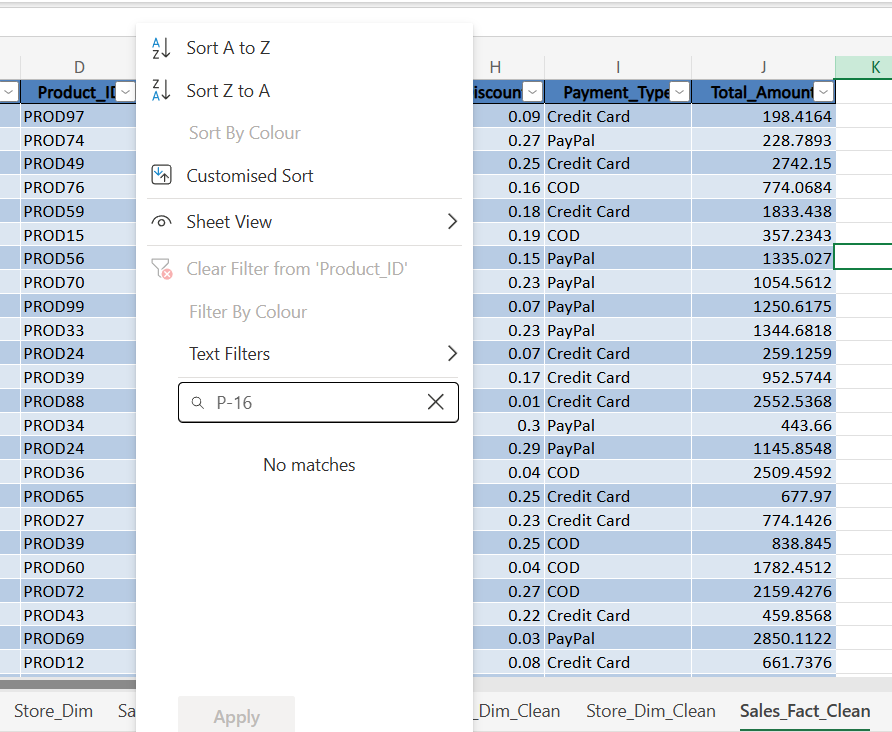 D H I J K
Product_ID iscoun Payment_Type Total_Amount
Sort A to Z
Sort Z to A
Sort By Colour
Customised Sort
Sheet View
Clear Filter from 'Product_ID'
Filter By Colour
Text Filters
P-16
No matches
Apply
PROD97 0.09 Credit Card 198.4164
PROD74 0.27 PayPal 228.7893
PROD49 0.25 Credit Card 2742.15
PROD76 0.16 COD 774.0684
PROD59 0.18 Credit Card 1833.438
PROD15 0.19 COD 357.2343
PROD56 0.15 PayPal 1335.027
PROD70 0.23 PayPal 1054.5612
PROD99 0.07 PayPal 1250.6175
PROD33 0.23 PayPal 1344.6818
PROD24 0.07 Credit Card 259.1259
PROD39 0.17 Credit Card 952.5744
PROD88 0.01 Credit Card 2552.5368
PROD34 0.3 PayPal 443.66
PROD24 0.29 PayPal 1145.8548
PROD36 0.04 COD 2509.4592
PROD65 0.25 Credit Card 677.97
PROD27 0.23 Credit Card 774.1426
PROD39 0.25 COD 838.845
PROD60 0.04 COD 1782.4512
PROD72 0.27 COD 2159.4276
PROD43 0.22 Credit Card 459.8568
PROD69 0.03 PayPal 2850.1122
PROD12 0.08 Credit Card 661.7376
Store_Dim Sa _Dim_Clean Store_Dim_Clean Sales_Fact_Clean